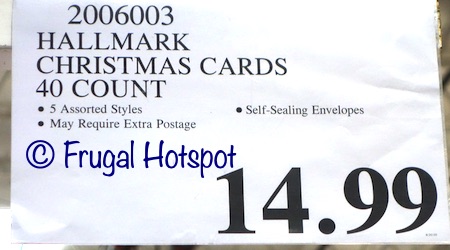 2006003
HALLMARK
CHRISTMAS CARDS
40 COUNT
• 5 Assorted Styles • Self-Sealing Envelopes
• May Require Extra Postage
© Frugal Hotspot
14.99